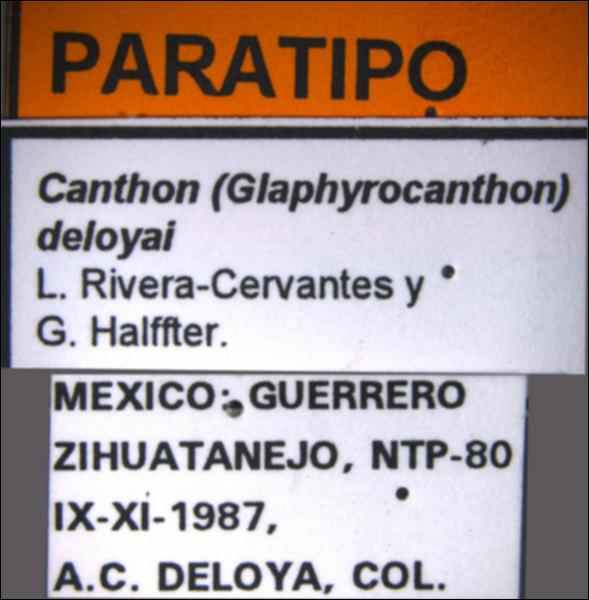 PARATIPO
Canthon (Glaphyrocanthon)
deloyai
L. Rivera-Cervantes y
G. Halffter.
MEXICO: GUERRERO
ZIHUATANEJO, NTP-80
IX-XI-1987,
A.C. DELOYA, COL.